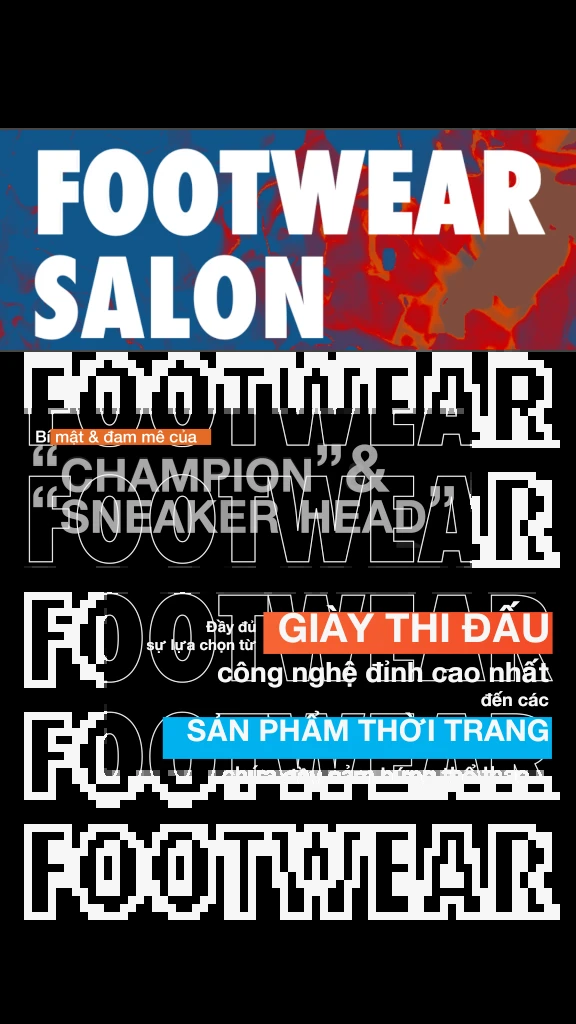 FOOTWEAR
SALON
FOOTWEAR
Bí mật & đam mê của
“CHAMPION”&
“SNEAKER HEAD”
FOOTWEAR
FOOTWEAR
Đầy đủ
sự lựa chọn từ
GIÀY THI ĐẤU
công nghệ đỉnh cao nhất
đến các
SẢN PHẨM THỜI TRANG
FOOTWEAR
FOOTWEAR